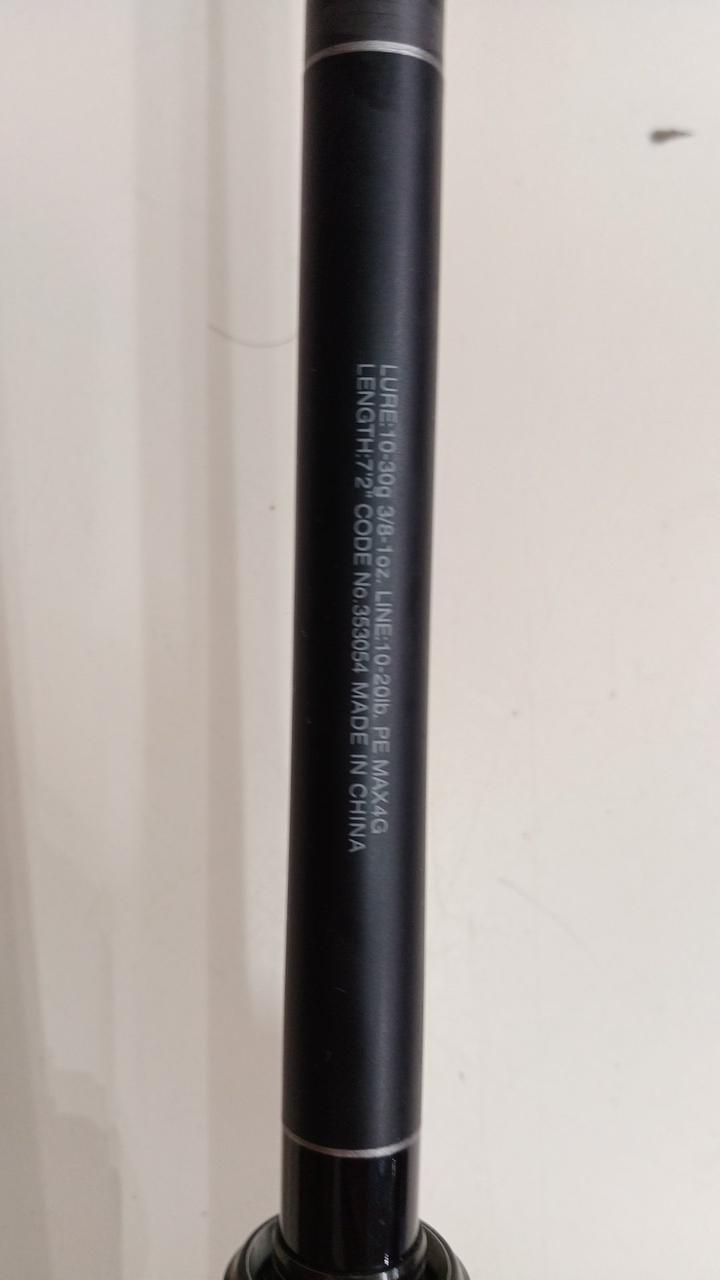 LURE:10-30g 3/8-1oz. LINE:10-20lb. PE MAX4G
LENGTH:7'2" CODE No.353054 MADE IN CHINA